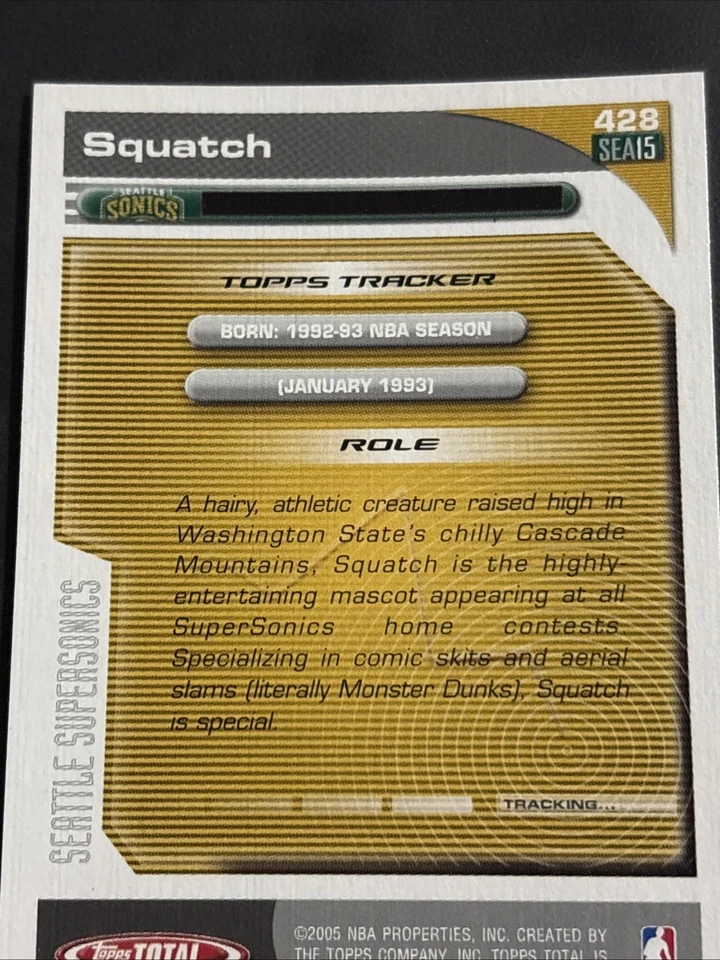 Squatch
428
SEA15
SEATTLE
SONICS
TOPPS TRACKER
BORN: 1992-93 NBA SEASON
(JANUARY 1993)
ROLE
A hairy, athletic creature raised high in
Washington State's chilly Cascade
Mountains, Squatch is the highly-
entertaining mascot appearing at all
SuperSonics home contests.
Specializing in comic skits and aerial
slams (literally Monster Dunks), Squatch
is special.
TRACKING...
SEATTLE SUPERSONICS
Topps TOTAL
©2005 NBA PROPERTIES, INC. CREATED BY
THE TOPPS COMPANY, INC. TOPPS TOTAL IS